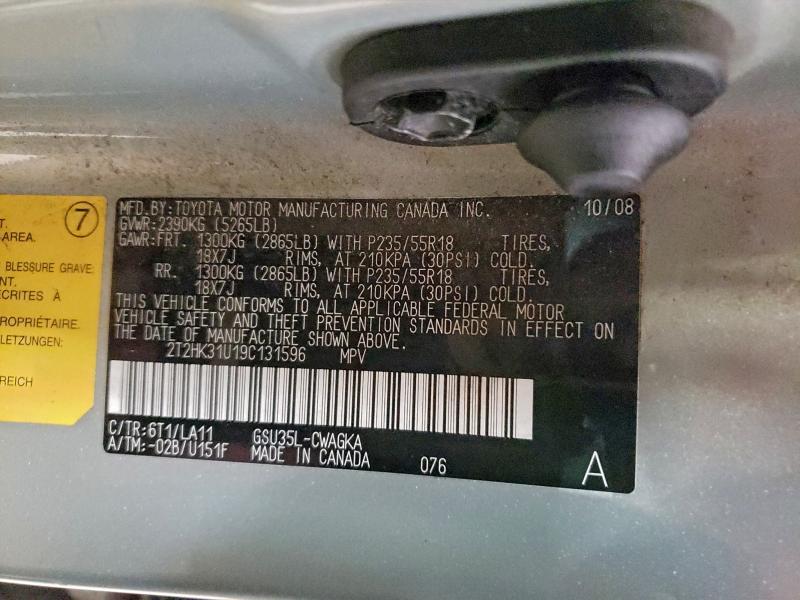 7
T.
AREA.
BLESSURE GRAVE:
NT.
ECRITES À
ROPRIÉTAIRE.
LETZUNGEN:
REICH
MFD.BY:TOYOTA MOTOR MANUFACTURING CANADA INC. 10/08
GVWR:2390KG (5265LB)
GAWR:FRT. 1300KG (2865LB) WITH P235/55R18 TIRES,
18X7J RIMS, AT 210KPA (30PSI) COLD.
RR. 1300KG (2865LB) WITH P235/55R18 TIRES,
18X7J RIMS, AT 210KPA (30PSI) COLD.
THIS VEHICLE CONFORMS TO ALL APPLICABLE FEDERAL MOTOR
VEHICLE SAFETY AND THEFT PREVENTION STANDARDS IN EFFECT ON
THE DATE OF MANUFACTURE SHOWN ABOVE.
2T2HK31U19C131596 MPV
C/TR:6T1/LA11 GSU35L-CWAGKA
A/TM:-02B/U151F MADE IN CANADA 076 A